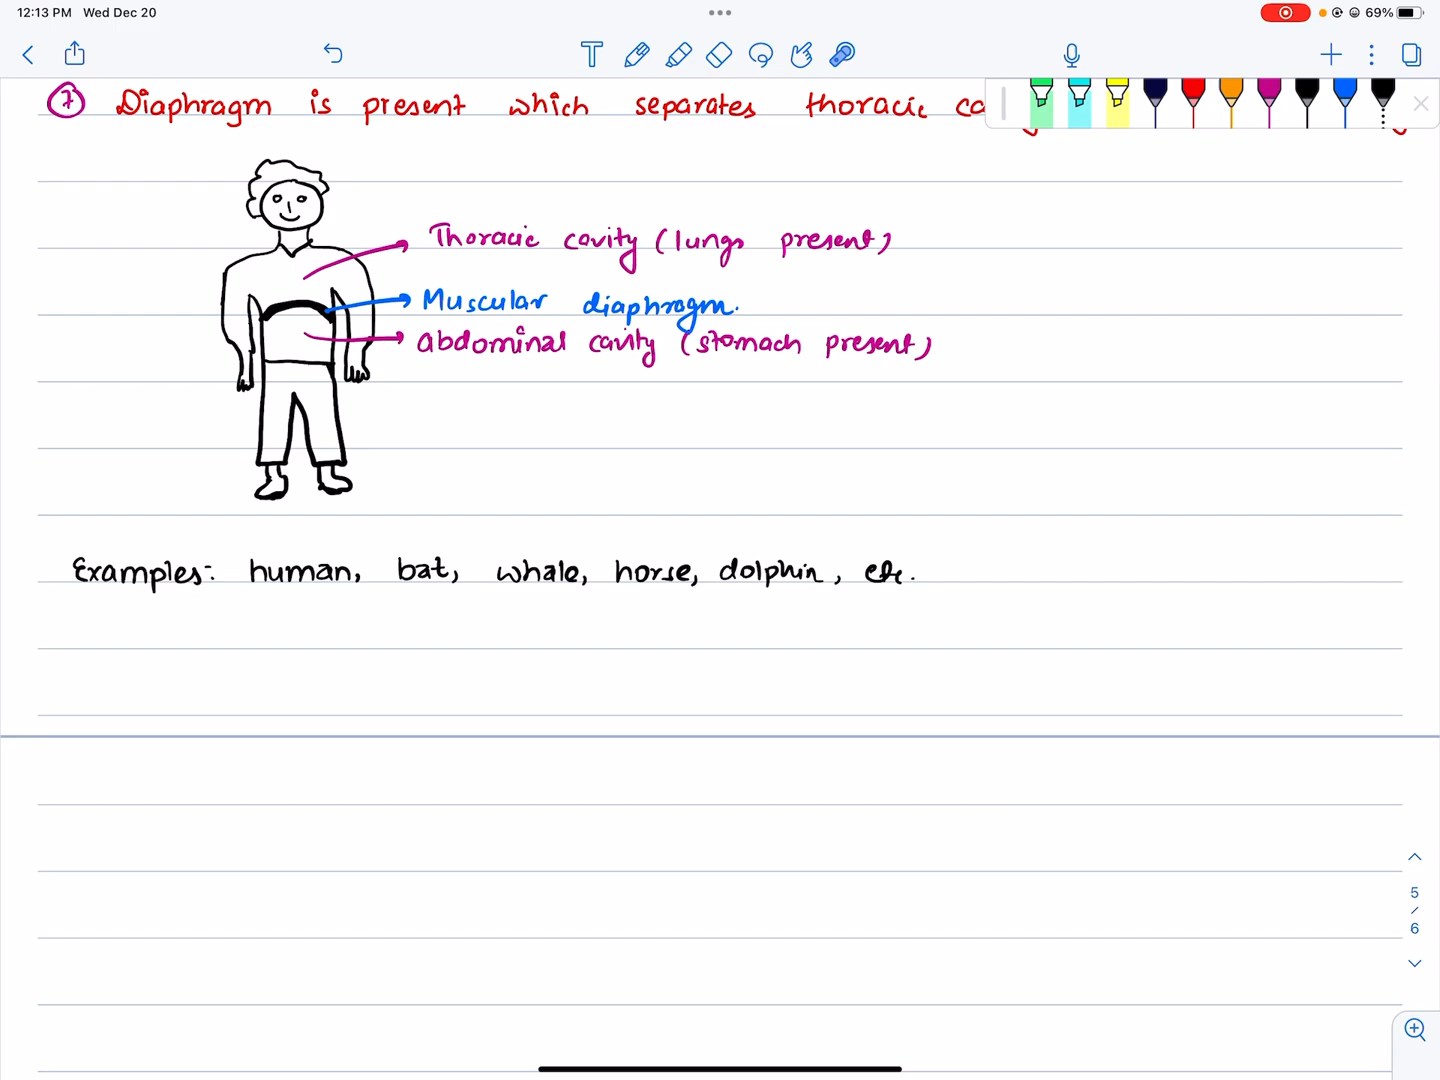 12:13 PM Wed Dec 20
69%
7 Diaphragm is present which separates thoracic
Thoracic cavity (lungs present)
Muscular diaphragm.
abdominal cavity (stomach present)
Examples: human, bat, whale, horse, dolphin, etc.
5
/
6